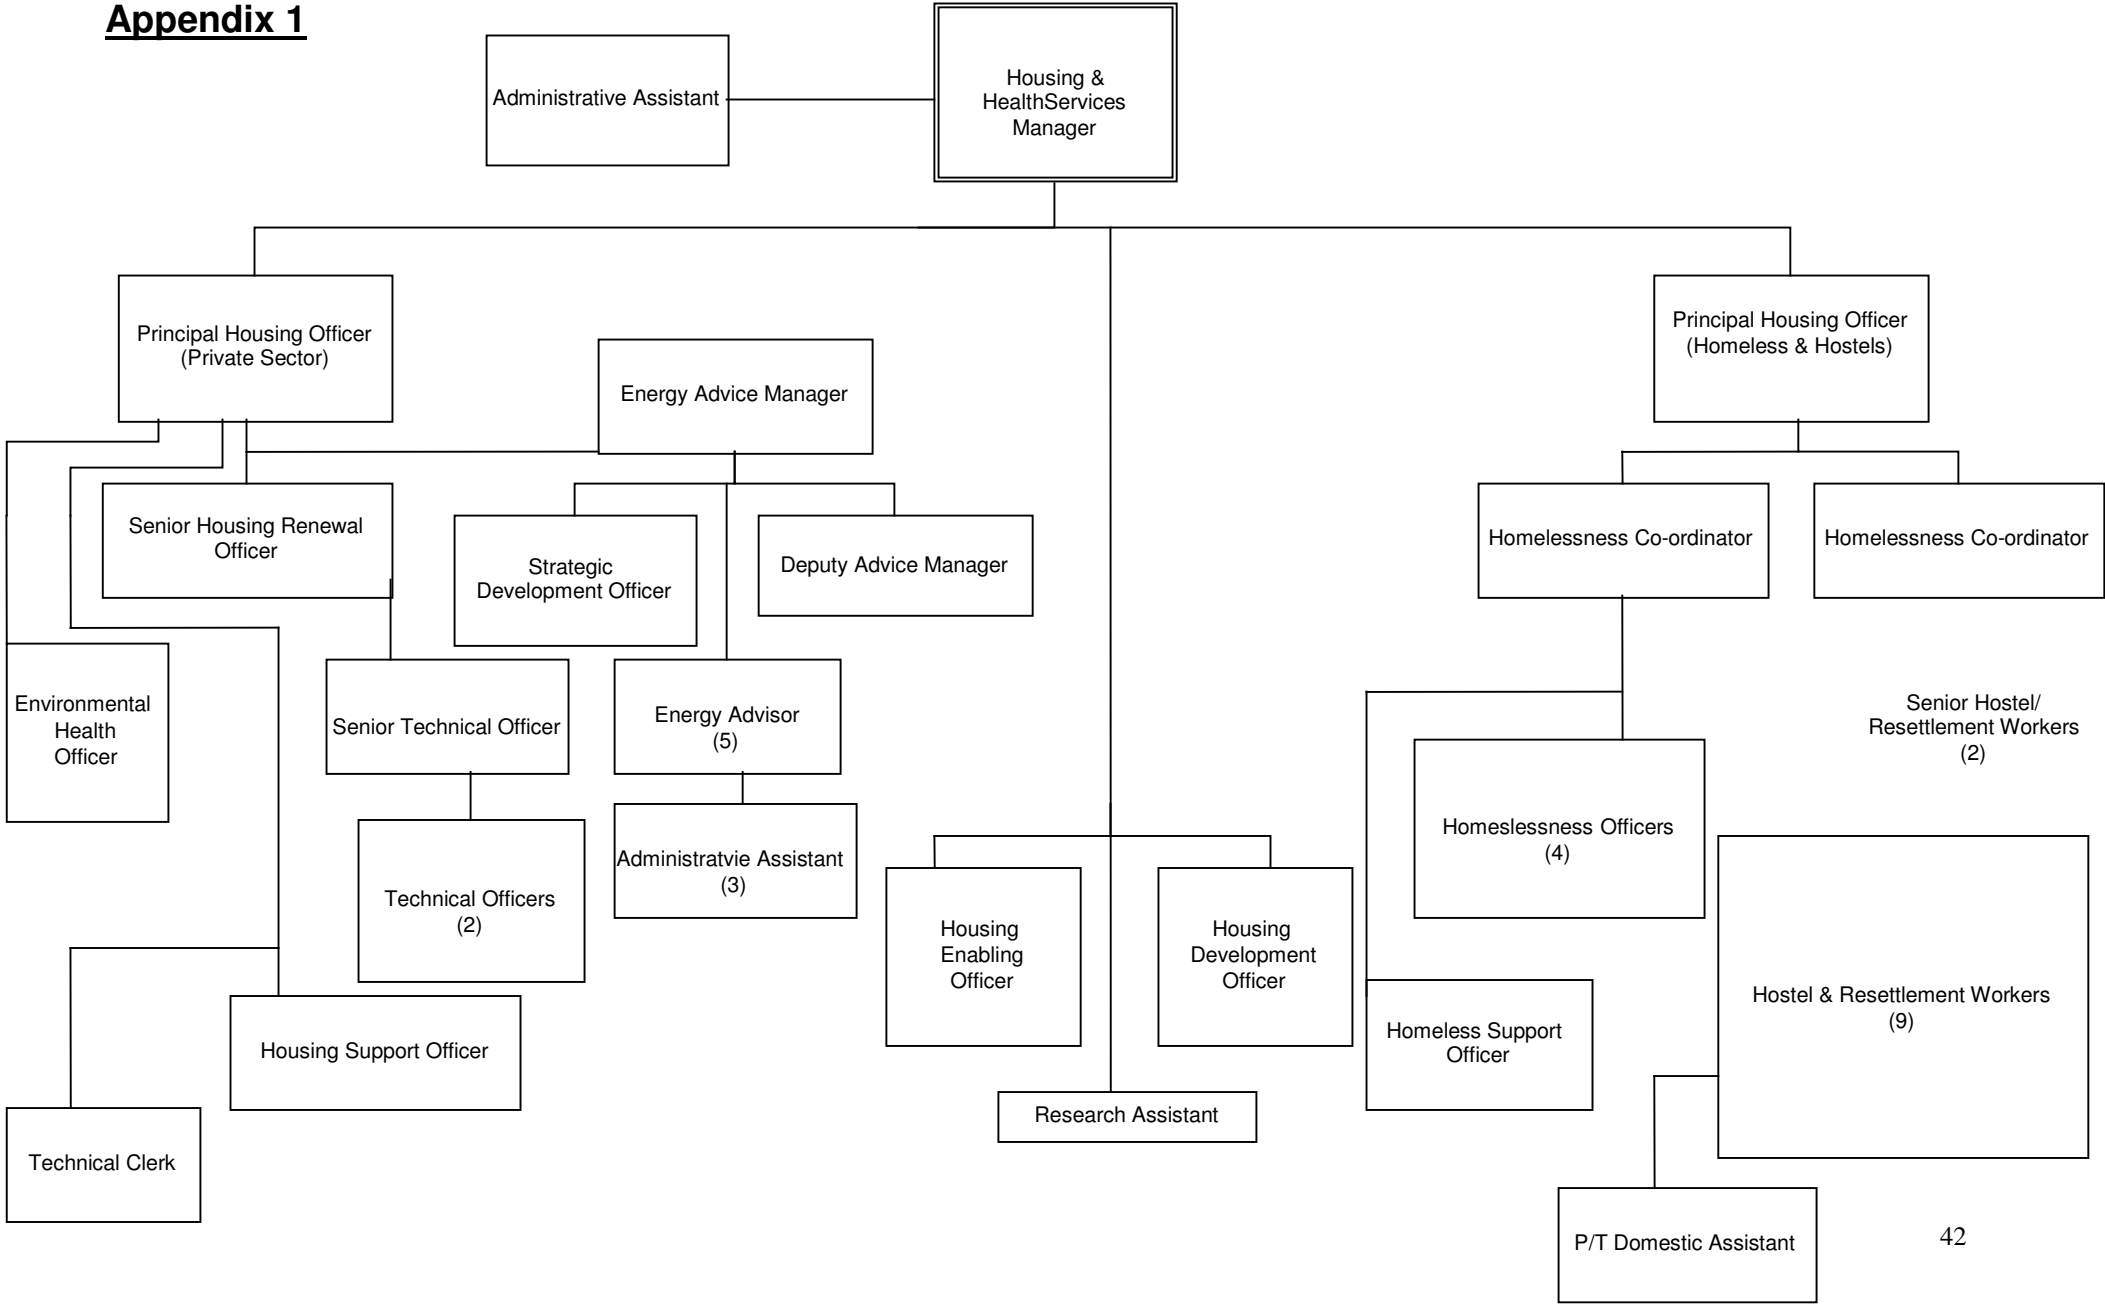 Appendix 1
Administrative Assistant
Housing &
HealthServices
Manager
Principal Housing Officer
(Private Sector)
Energy Advice Manager
Principal Housing Officer
(Homeless & Hostels)
Senior Housing Renewal
Officer
Strategic
Development Officer
Deputy Advice Manager
Homelessness Co-ordinator
Homelessness Co-ordinator
Environmental
Health
Officer
Senior Technical Officer
Energy Advisor
(5)
Senior Hostel/
Resettlement Workers
(2)
Technical Officers
(2)
Administratvie Assistant
(3)
Housing
Enabling
Officer
Housing
Development
Officer
Homeslessness Officers
(4)
Hostel & Resettlement Workers
(9)
Housing Support Officer
Homeless Support
Officer
Research Assistant
Technical Clerk
P/T Domestic Assistant
42